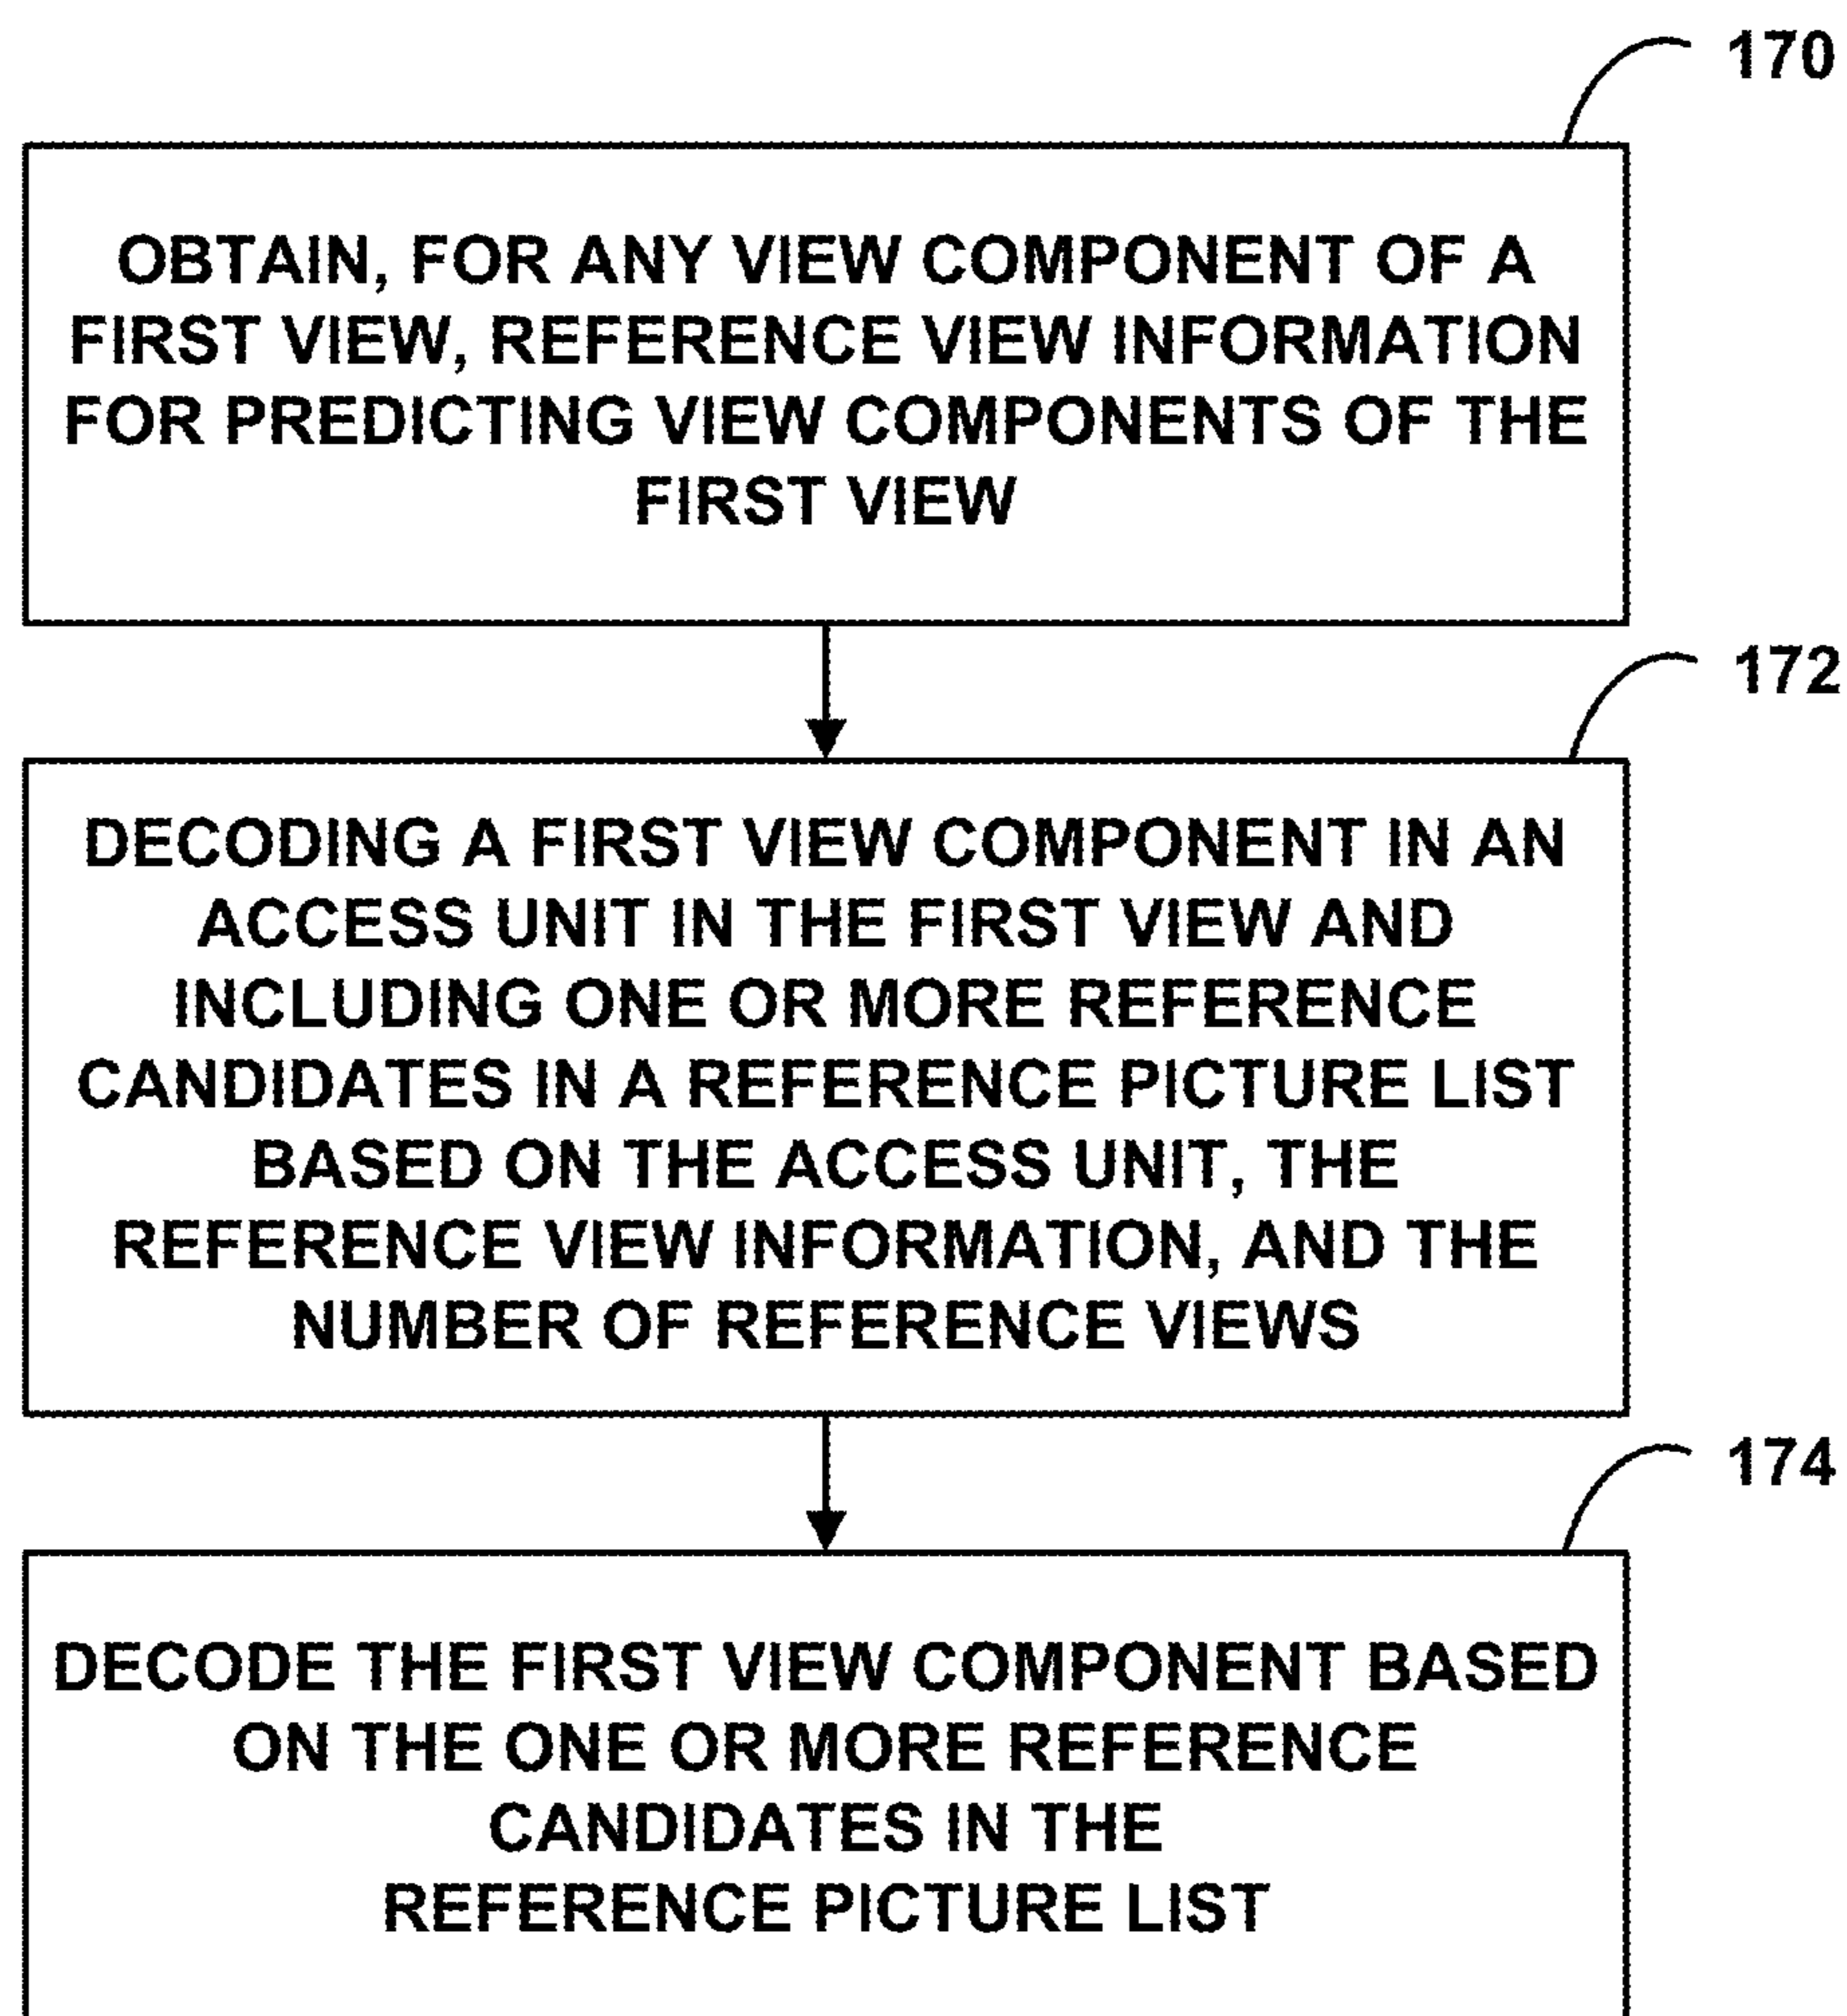 170
OBTAIN, FOR ANY VIEW COMPONENT OF A
FIRST VIEW, REFERENCE VIEW INFORMATION
FOR PREDICTING VIEW COMPONENTS OF THE
FIRST VIEW
172
DECODING A FIRST VIEW COMPONENT IN AN
ACCESS UNIT IN THE FIRST VIEW AND
INCLUDING ONE OR MORE REFERENCE
CANDIDATES IN A REFERENCE PICTURE LIST
BASED ON THE ACCESS UNIT, THE
REFERENCE VIEW INFORMATION, AND THE
NUMBER OF REFERENCE VIEWS
174
DECODE THE FIRST VIEW COMPONENT BASED
ON THE ONE OR MORE REFERENCE
CANDIDATES IN THE
REFERENCE PICTURE LIST